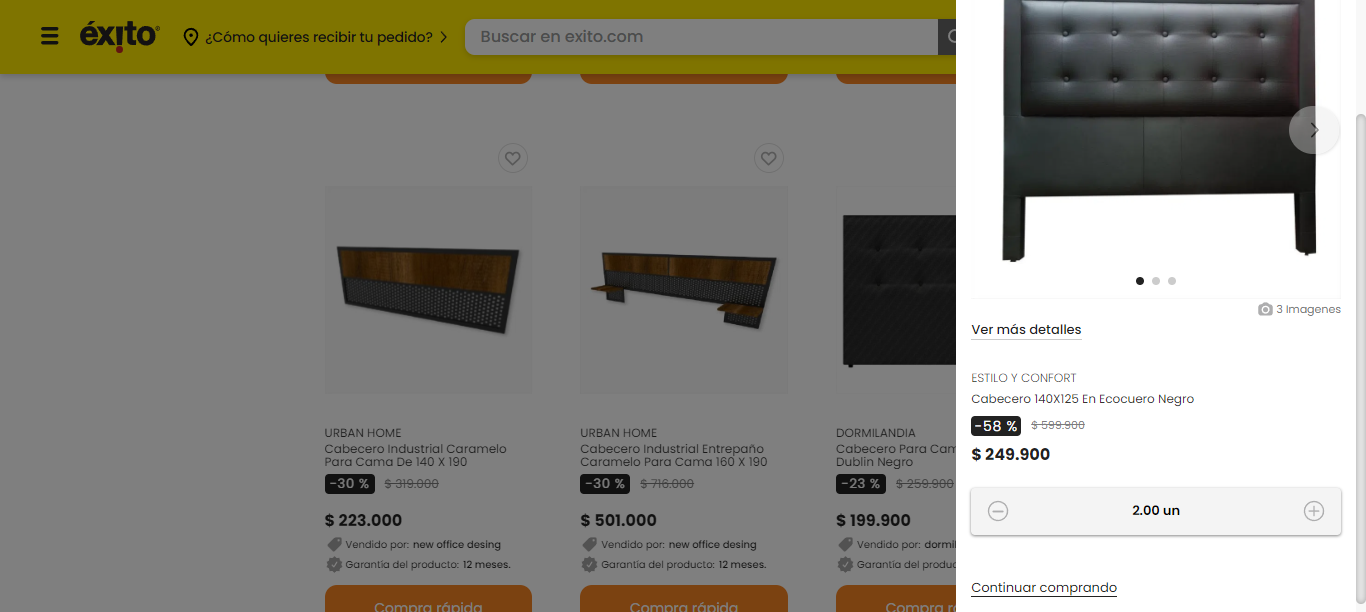 éxito
¿Cómo quieres recibir tu pedido?
Buscar en exito.com
3 Imagenes
Ver más detalles
ESTILO Y CONFORT
Cabecero 140X125 En Ecocuero Negro
-58 % $ 599.900
$ 249.900
2.00 un
Continuar comprando
URBAN HOME
Cabecero Industrial Caramelo
Para Cama De 140 X 190
-30 % $ 319.000
$ 223.000
Vendido por: new office desing
Garantía del producto: 12 meses.
Compra rápida
URBAN HOME
Cabecero Industrial Entrepaño
Caramelo Para Cama 160 X 190
-30 % $ 716.000
$ 501.000
Vendido por: new office desing
Garantía del producto: 12 meses.
Compra rápida
DORMILANDIA
Cabecero Para Cam
Dublin Negro
-23 % $ 259.900
$ 199.900
Vendido por: dormil
Garantía del produc
Compra rápi